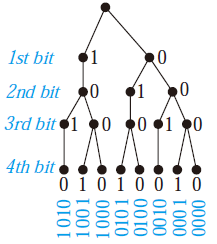 1st bit 1 0
2nd bit 0 1 0
3rd bit 1 0 0 1 0
4th bit
0 1 0 1 0 0 1 0
1010 1001 1000 0101 0100 0010 0001 0000